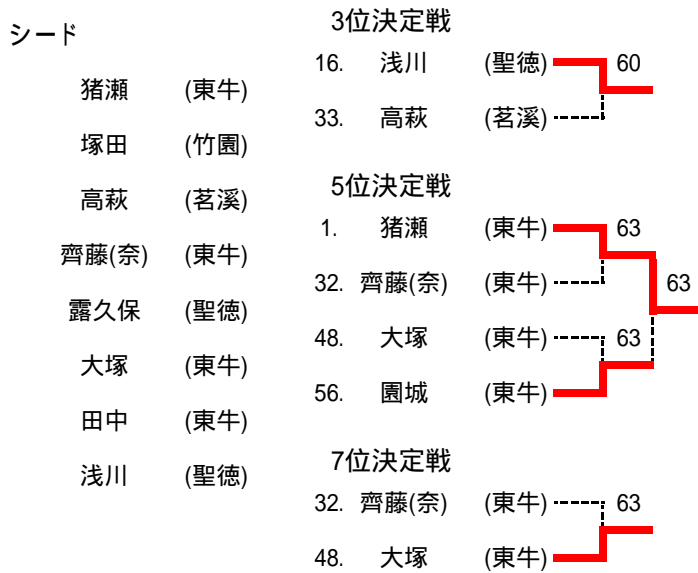 シード
猪瀬 (東牛)
塚田 (竹園)
高萩 (茗溪)
齊藤(奈) (東牛)
露久保 (聖徳)
大塚 (東牛)
田中 (東牛)
浅川 (聖徳)
3位決定戦
16. 浅川 (聖徳) 60
33. 高萩 (茗溪)
5位決定戦
1. 猪瀬 (東牛) 63
32. 齊藤(奈) (東牛) 63
48. 大塚 (東牛) 63
56. 園城 (東牛)
7位決定戦
32. 齊藤(奈) (東牛) 63
48. 大塚 (東牛)